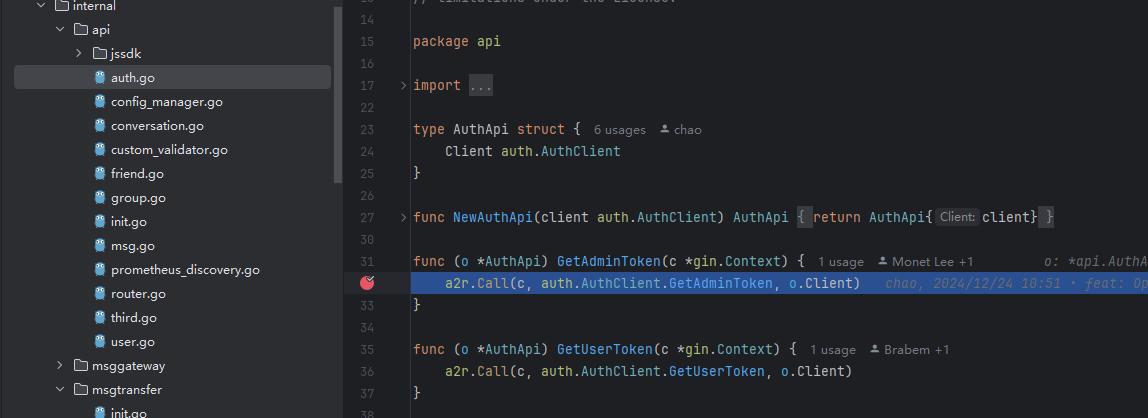 internal
api
jssdk
auth.go
config_manager.go
conversation.go
custom_validator.go
friend.go
group.go
init.go
msg.go
prometheus_discovery.go
router.go
third.go
user.go
msggateway
msgtransfer
init.go
14
15 package api
16
17 import ...
22
23 type AuthApi struct { 6 usages chao
24 Client auth.AuthClient
25 }
26
27 func NewAuthApi(client auth.AuthClient) AuthApi { return AuthApi{ Client: client} }
30
31 func (o *AuthApi) GetAdminToken(c *gin.Context) { 1 usage Monet Lee +1 o: *api.AuthA
a2r.Call(c, auth.AuthClient.GetAdminToken, o.Client) chao, 2024/12/24 10:51 · feat: Op
33 }
34
35 func (o *AuthApi) GetUserToken(c *gin.Context) { 1 usage Brabem +1
36 a2r.Call(c, auth.AuthClient.GetUserToken, o.Client)
37 }
38